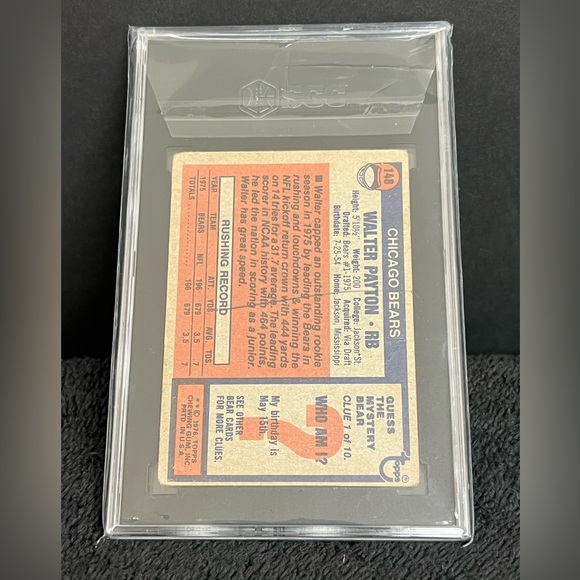 SGC
148
CHICAGO BEARS
WALTER PAYTON • RB
Height: 5'10½" Weight: 200 College: Jackson St.
Drafted: Bears #1-1975 Acquired: Via Draft
Birthdate: 7-25-54 Home: Jackson, Mississippi
■ Walter capped an outstanding rookie
season in 1975 by leading the Bears in
rushing and touchdowns & winning the
NFL kickoff return crown with 444 yards
on 14 tries for a 31.7 average. The leading
scorer in NCAA history with 464 points,
he led the nation in scoring as a junior.
Walter has great speed.
RUSHING RECORD
YEAR TEAM ATT YDS. AVG. TDS
1975 BEARS NFL 196 679 3.5 7
TOTALS 196 679 3.5 7
Topps
GUESS
THE
MYSTERY
BEAR
CLUE 1 of 10.
?
WHO AM I?
My birthday is
May 15th.
SEE OTHER
BEAR CARDS
FOR MORE CLUES.
★★ © 1976 TOPPS
CHEWING GUM, INC.
PRTD. IN U.S.A.